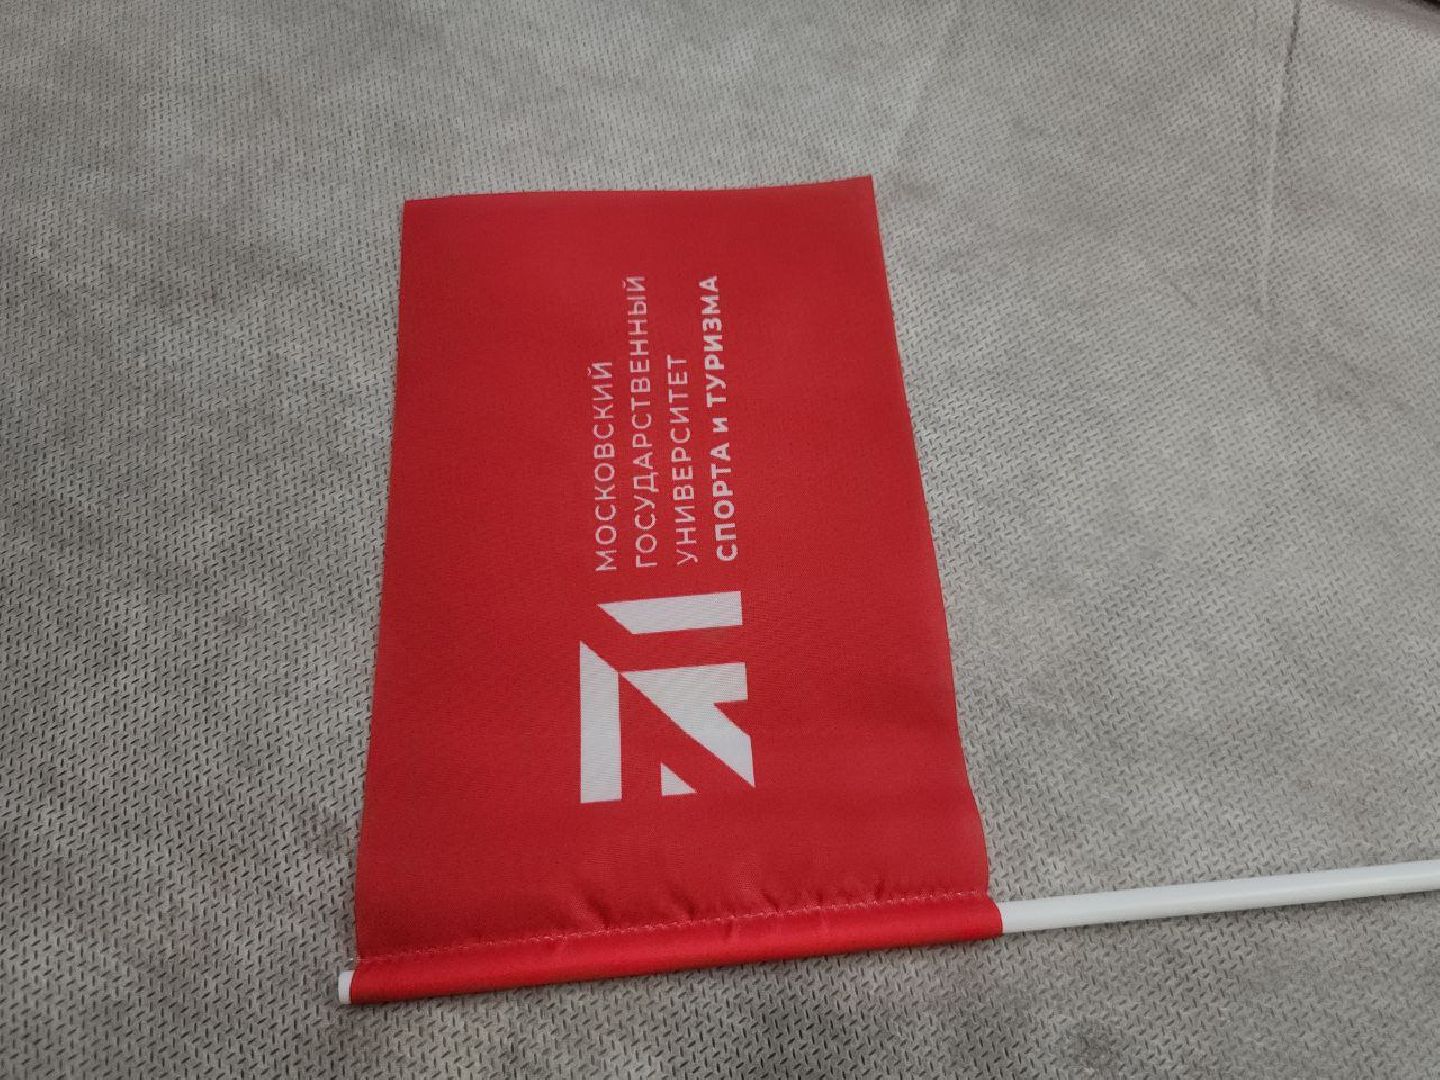 МОСКОВСКИЙ
ГОСУДАРСТВЕННЫЙ
УНИВЕРСИТЕТ
СПОРТА И ТУРИЗМА